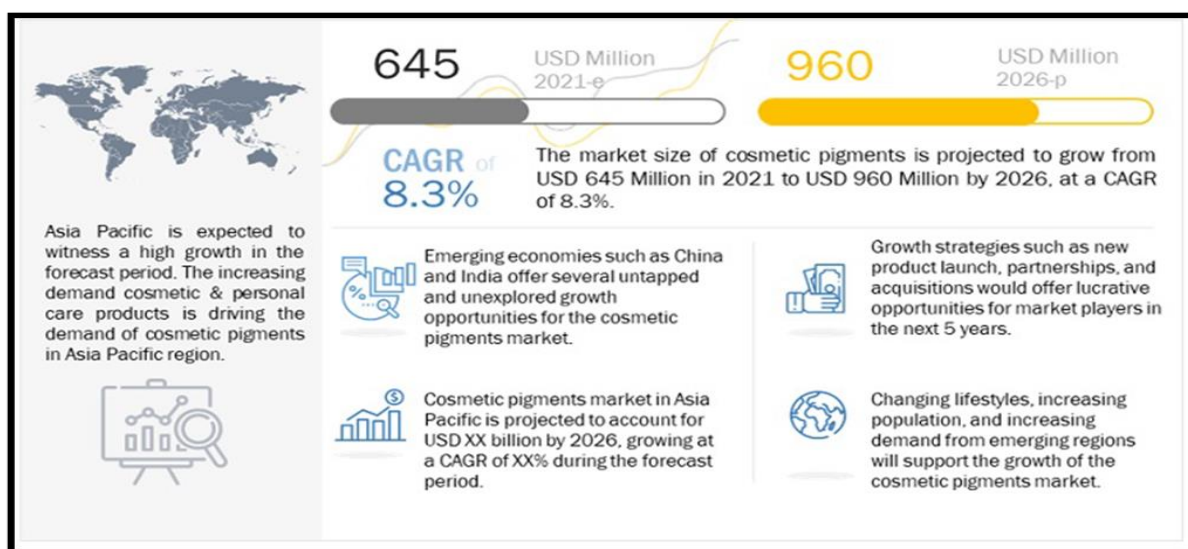 645
USD Million
2021-e
960
USD Million
2026-p
CAGR of
8.3%
The market size of cosmetic pigments is projected to grow from
USD 645 Million in 2021 to USD 960 Million by 2026, at a CAGR
of 8.3%.
Asia Pacific is expected to
witness a high growth in the
forecast period. The increasing
demand cosmetic & personal
care products is driving the
demand of cosmetic pigments
in Asia Pacific region.
Emerging economies such as China
and India offer several untapped
and unexplored growth
opportunities for the cosmetic
pigments market.
Growth strategies such as new
product launch, partnerships, and
acquisitions would offer lucrative
opportunities for market players in
the next 5 years.
Cosmetic pigments market in Asia
Pacific is projected to account for
USD XX billion by 2026, growing at
a CAGR of XX% during the forecast
period.
Changing lifestyles, increasing
population, and increasing
demand from emerging regions
will support the growth of the
cosmetic pigments market.
%
$